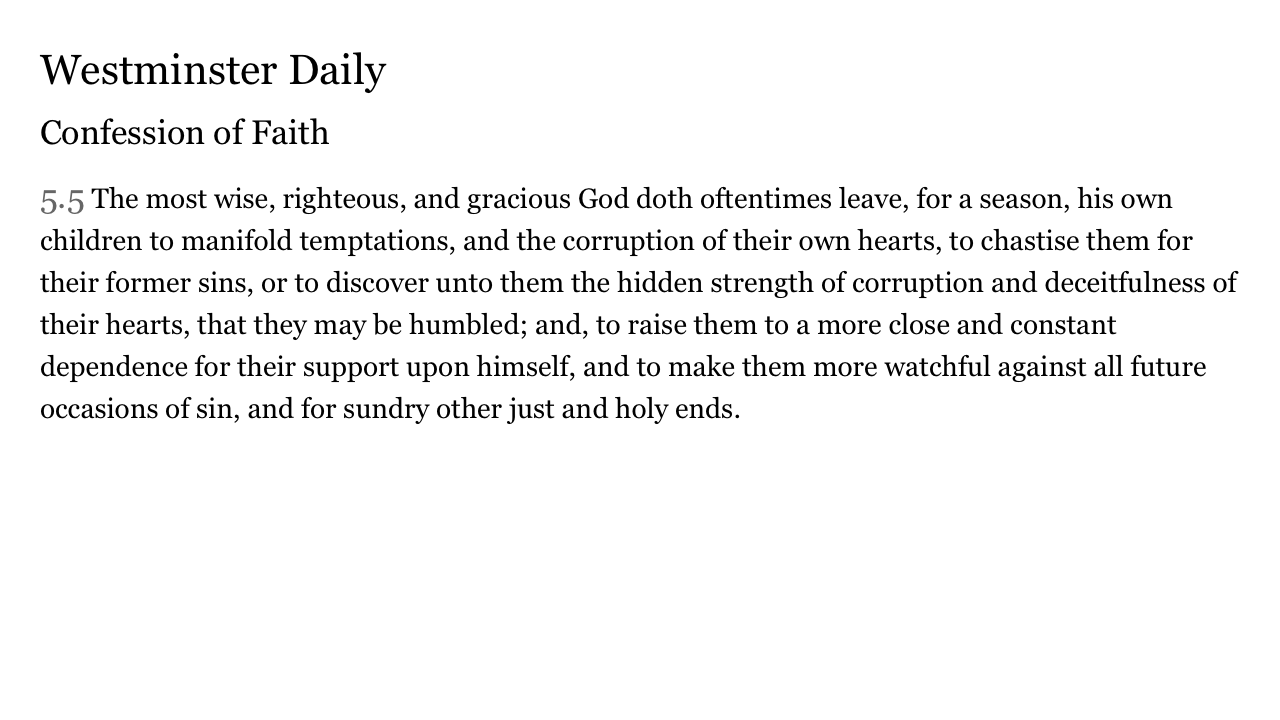 Westminster Daily
Confession of Faith
5.5 The most wise, righteous, and gracious God doth oftentimes leave, for a season, his own
children to manifold temptations, and the corruption of their own hearts, to chastise them for
their former sins, or to discover unto them the hidden strength of corruption and deceitfulness of
their hearts, that they may be humbled; and, to raise them to a more close and constant
dependence for their support upon himself, and to make them more watchful against all future
occasions of sin, and for sundry other just and holy ends.